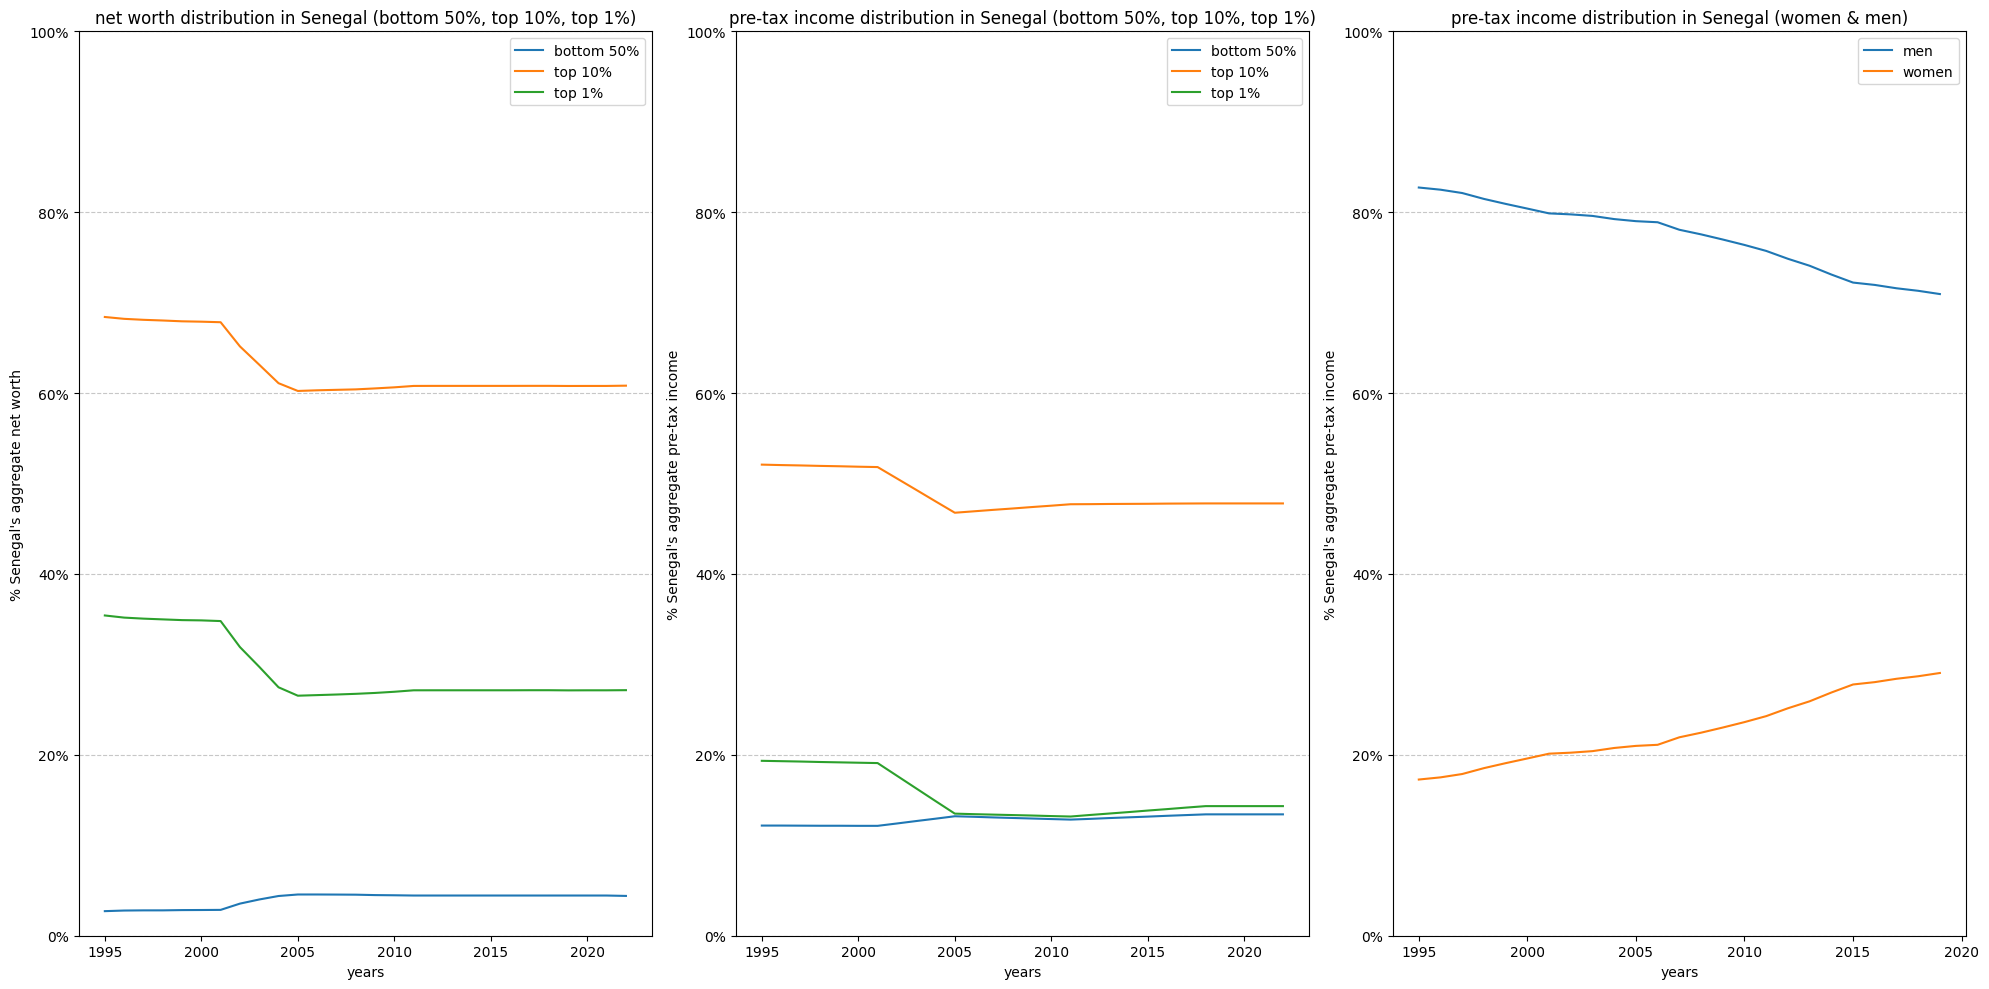 net worth distribution in Senegal (bottom 50%, top 10%, top 1%)
100%
80%
60%
40%
20%
0%
% Senegal's aggregate net worth
bottom 50%
top 10%
top 1%
1995 2000 2005 2010 2015 2020
years
pre-tax income distribution in Senegal (bottom 50%, top 10%, top 1%)
100%
80%
60%
40%
20%
0%
% Senegal's aggregate pre-tax income
bottom 50%
top 10%
top 1%
1995 2000 2005 2010 2015 2020
years
pre-tax income distribution in Senegal (women & men)
100%
80%
60%
40%
20%
0%
% Senegal's aggregate pre-tax income
men
women
1995 2000 2005 2010 2015 2020
years